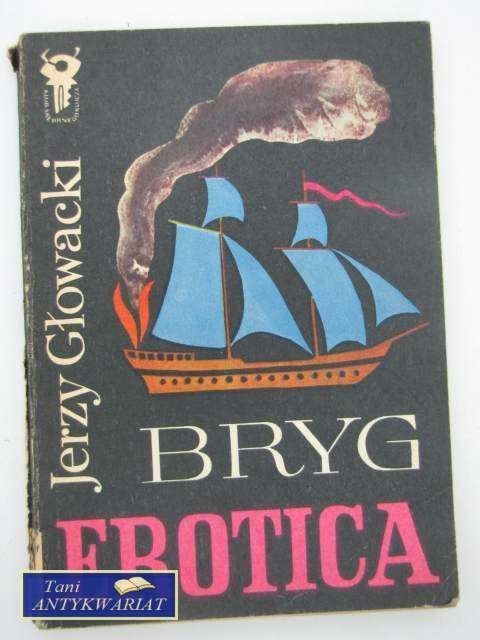 Jerzy Głowacki
BRYG
EROTICA
Tani
ANTYKWARIAT